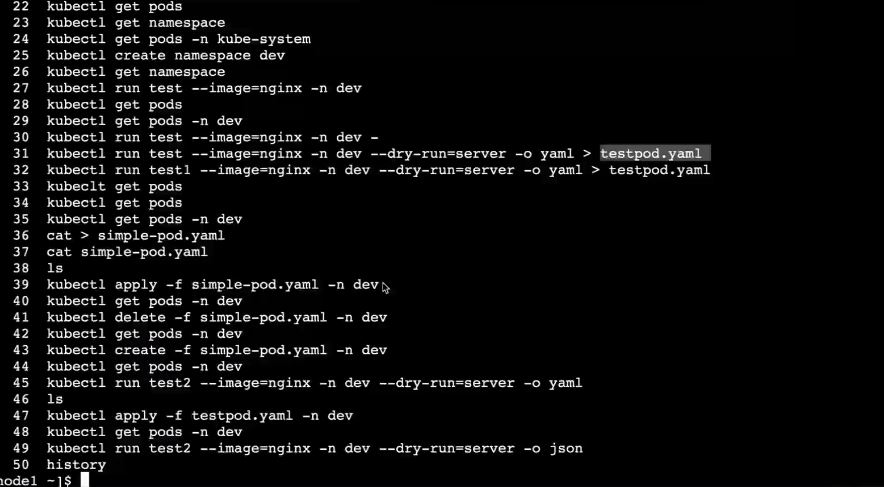 22 kubectl get pods
23 kubectl get namespace
24 kubectl get pods -n kube-system
25 kubectl create namespace dev
26 kubectl get namespace
27 kubectl run test --image=nginx -n dev
28 kubectl get pods
29 kubectl get pods -n dev
30 kubectl run test --image=nginx -n dev -
31 kubectl run test --image=nginx -n dev --dry-run=server -o yaml > testpod.yaml
32 kubectl run test1 --image=nginx -n dev --dry-run=server -o yaml > testpod.yaml
33 kubeclt get pods
34 kubectl get pods
35 kubectl get pods -n dev
36 cat > simple-pod.yaml
37 cat simple-pod.yaml
38 ls
39 kubectl apply -f simple-pod.yaml -n dev
40 kubectl get pods -n dev
41 kubectl delete -f simple-pod.yaml -n dev
42 kubectl get pods -n dev
43 kubectl create -f simple-pod.yaml -n dev
44 kubectl get pods -n dev
45 kubectl run test2 --image=nginx -n dev --dry-run=server -o yaml
46 ls
47 kubectl apply -f testpod.yaml -n dev
48 kubectl get pods -n dev
49 kubectl run test2 --image=nginx -n dev --dry-run=server -o json
50 history
node1 ~]$